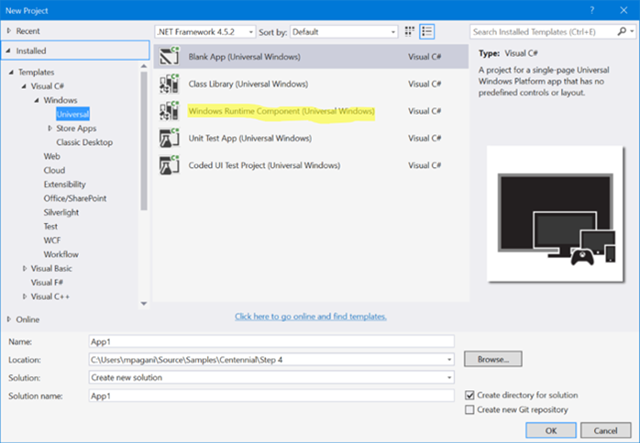 New Project
? X
Recent
.NET Framework 4.5.2 Sort by: Default
Search Installed Templates (Ctrl+E)
Installed
Templates
Visual C#
Windows
Universal
Store Apps
Classic Desktop
Web
Cloud
Extensibility
Office/SharePoint
Silverlight
Test
WCF
Workflow
Visual Basic
Visual F#
Visual C++
Online
Blank App (Universal Windows) Visual C#
Class Library (Universal Windows) Visual C#
Windows Runtime Component (Universal Windows) Visual C#
Unit Test App (Universal Windows) Visual C#
Coded UI Test Project (Universal Windows) Visual C#
Click here to go online and find templates.
Type: Visual C#
A project for a single-page Universal
Windows Platform app that has no
predefined controls or layout.
Name: App1
Location: C:\Users\mpagani\Source\Samples\Centennial\Step 4
Browse...
Solution: Create new solution
Solution name: App1
Create directory for solution
Create new Git repository
OK Cancel